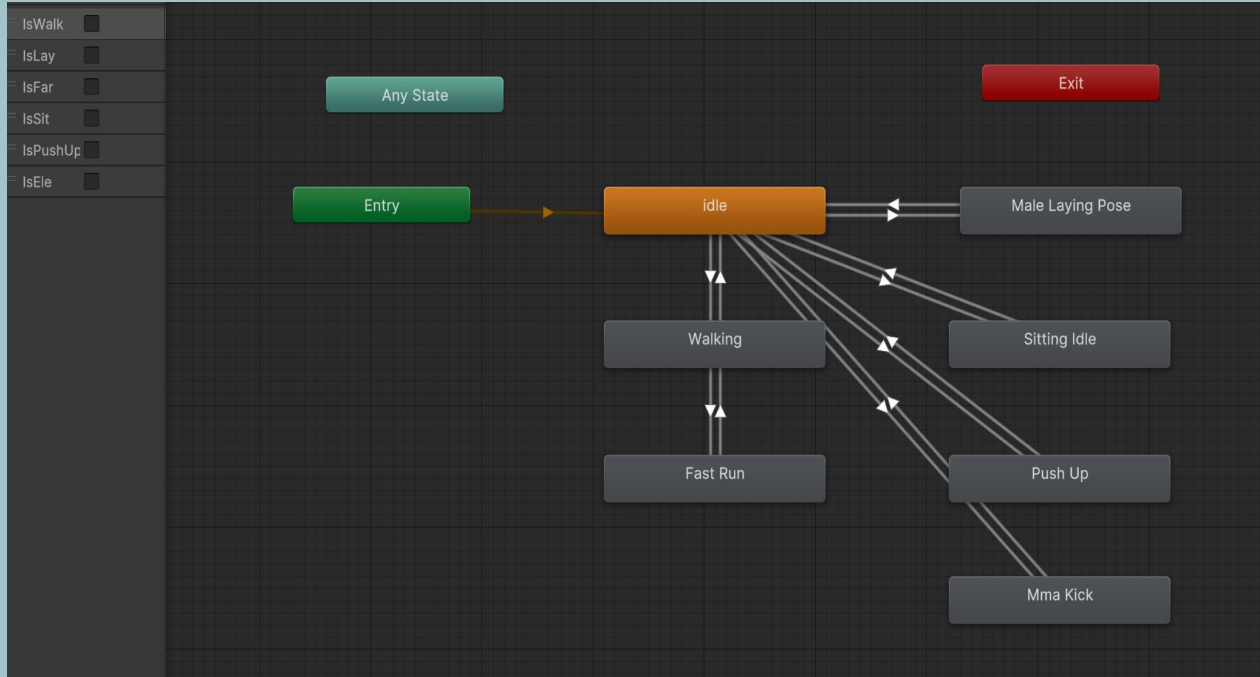 IsWalk
IsLay
IsFar
IsSit
IsPushUp
IsEle
Any State
Exit
Entry
idle
Male Laying Pose
Walking
Sitting Idle
Fast Run
Push Up
Mma Kick